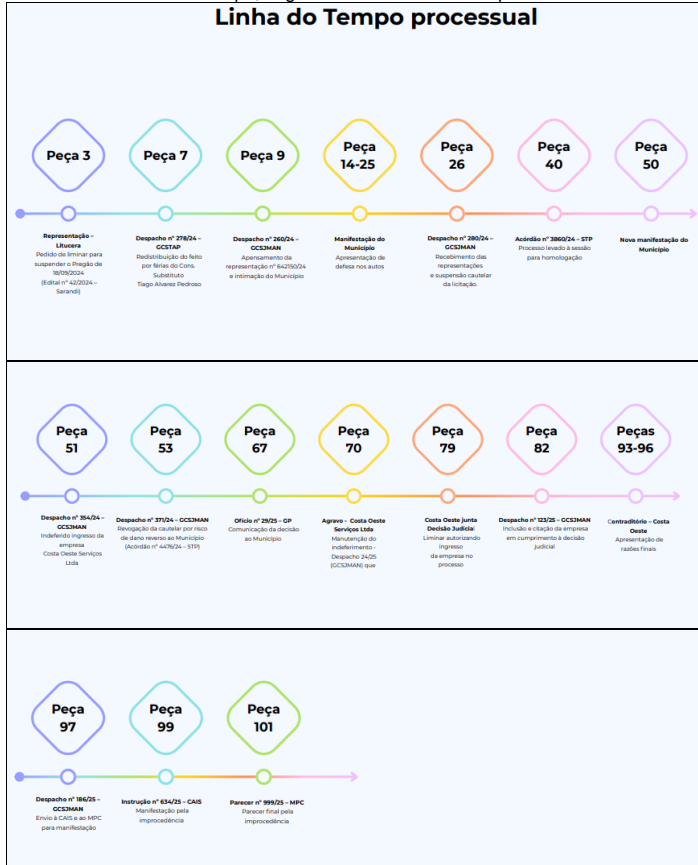 Linha do Tempo processual
Peça 3
Peça 7
Peça 9
Peça
14-25
Peça
26
Peça
40
Peça
50
Representação –
Litucera
Pedido de liminar para
suspender o Pregão de
18/09/2024
(Edital nº 42/2024 –
Sarandi)
Despacho nº 278/24 –
GCSTAP
Redistribuição do feito
por férias do Cons.
Substituto
Tiago Alvarez Pedroso
Despacho nº 260/24 –
GCSJMAN
Apensamento da
representação nº 642150/24
e intimação do Município
Manifestação do
Município
Apresentação de
defesa nos autos
Despacho nº 280/24 –
GCSJMAN
Recebimento das
representações
e suspensão cautelar
da licitação.
Acórdão nº 3860/24 – STP
Processo levado à sessão
para homologação
Nova manifestação do
Município
Peça
51
Peça
53
Peça
67
Peça
70
Peça
79
Peça
82
Peças
93-96
Despacho nº 354/24 –
GCSJMAN
Indeferido ingresso da
empresa
Costa Oeste Serviços
Ltda
Despacho nº 371/24 – GCSJMAN
Revogação da cautelar por risco
de dano reverso ao Município
(Acórdão nº 4476/24 – STP)
Ofício nº 29/25 – GP
Comunicação da decisão
ao Município
Agravo - Costa Oeste
Serviços Ltda
Manutenção do
indeferimento -
Despacho 24/25
(GCSJMAN) que
Costa Oeste junta
Decisão Judicial
Liminar autorizando
ingresso
da empresa no
processo
Despacho nº 123/25 – GCSJMAN
Inclusão e citação da empresa
em cumprimento à decisão
judicial
Contraditório – Costa
Oeste
Apresentação de
razões finais
Peça
97
Peça
99
Peça
101
Despacho nº 186/25 –
GCSJMAN
Envio à CAIS e ao MPC
para manifestação
Instrução nº 634/25 – CAIS
Manifestação pela
improcedência
Parecer nº 999/25 – MPC
Parecer final pela
improcedência